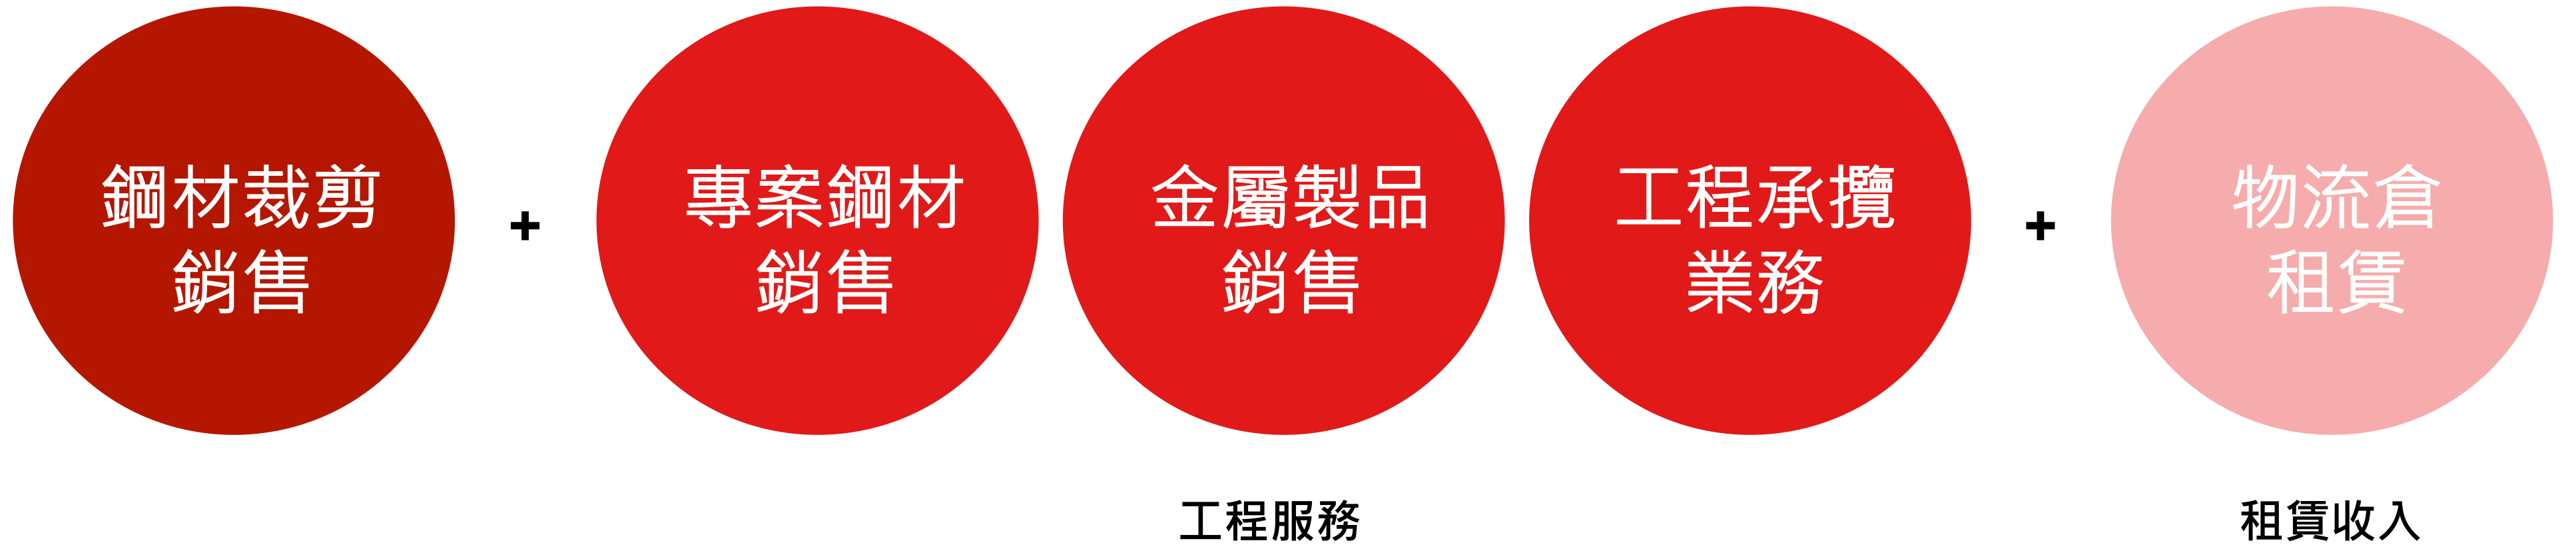 鋼材裁剪
銷售
+
專案鋼材
銷售
金屬製品
銷售
工程承攬
業務
+
物流倉
租賃
工程服務
租賃收入